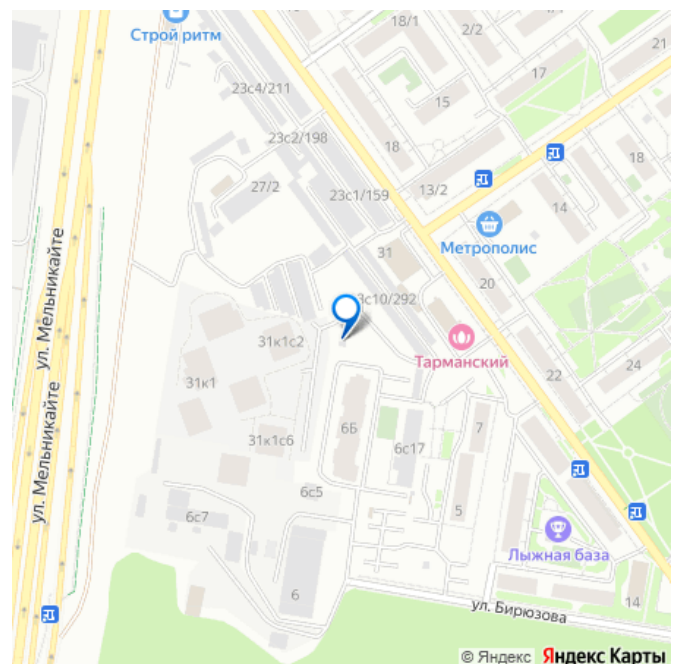 18/1
2/2
Строй ритм
21
17
23с4/211
15
23с2/198
18
18
27/2
23с1/159
13/2
14
Метрополис
31
20
ул. Мельникайте
3с10/292
31к1с2
Тарманский
24
22
31к1
ул. Мельникайте
6Б
7
31к1с6
6с17
6с5
5
6с7
Лыжная база
6
14
ул. Бирюзова
© Яндекс Яндекс Карты